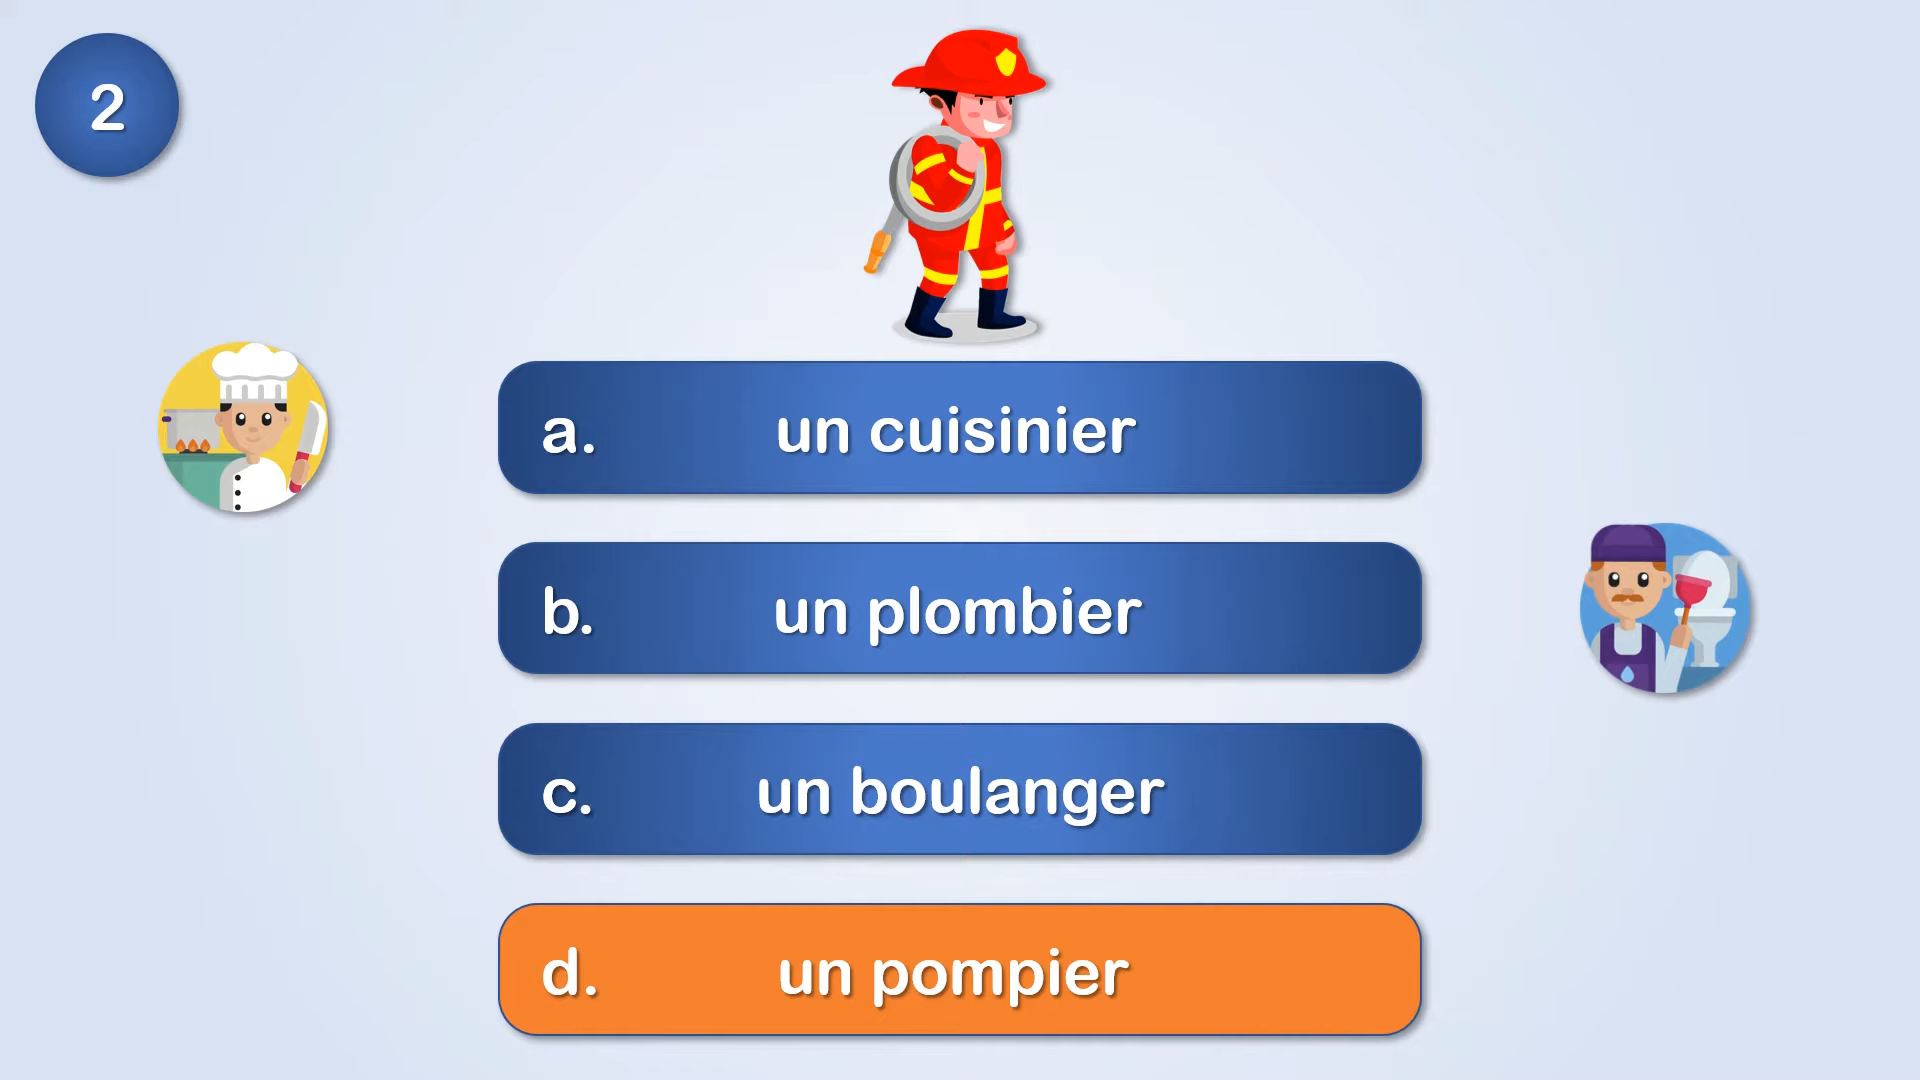 2
a. un cuisinier
b. un plombier
c. un boulanger
d. un pompier